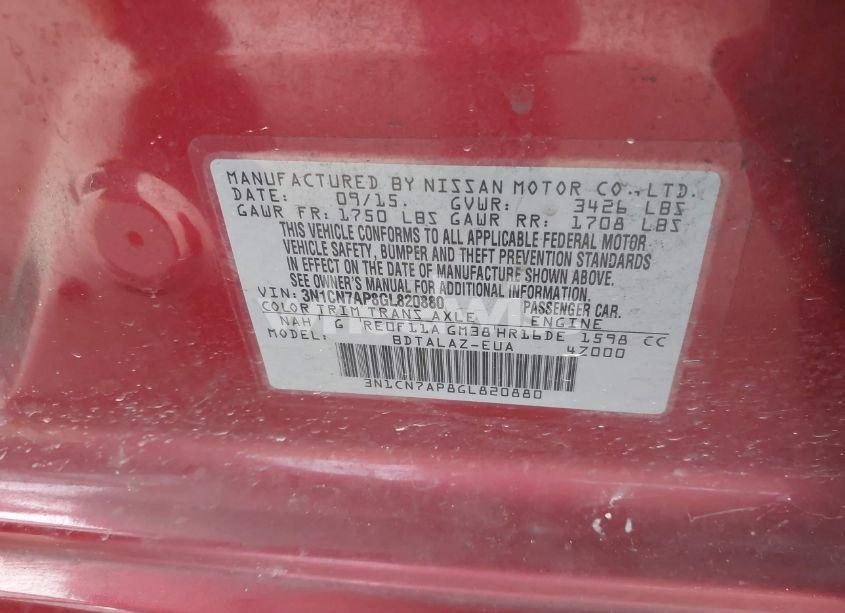 MANUFACTURED BY NISSAN MOTOR CO., LTD.
DATE: 09/15. GVWR: 3426 LBS
GAWR FR: 1750 LBS GAWR RR: 1708 LBS
THIS VEHICLE CONFORMS TO ALL APPLICABLE FEDERAL MOTOR
VEHICLE SAFETY, BUMPER AND THEFT PREVENTION STANDARDS
IN EFFECT ON THE DATE OF MANUFACTURE SHOWN ABOVE.
SEE OWNER'S MANUAL FOR ADDITIONAL INFORMATION
VIN: 3N1CN7AP8GL820880 PASSENGER CAR.
COLOR TRIM TRANS AXLE ENGINE
NAH G RE0F11A GM38 HR16DE 1598 CC
MODEL: BDTALAZ-EUA 47000
3N1CN7AP8GL820880